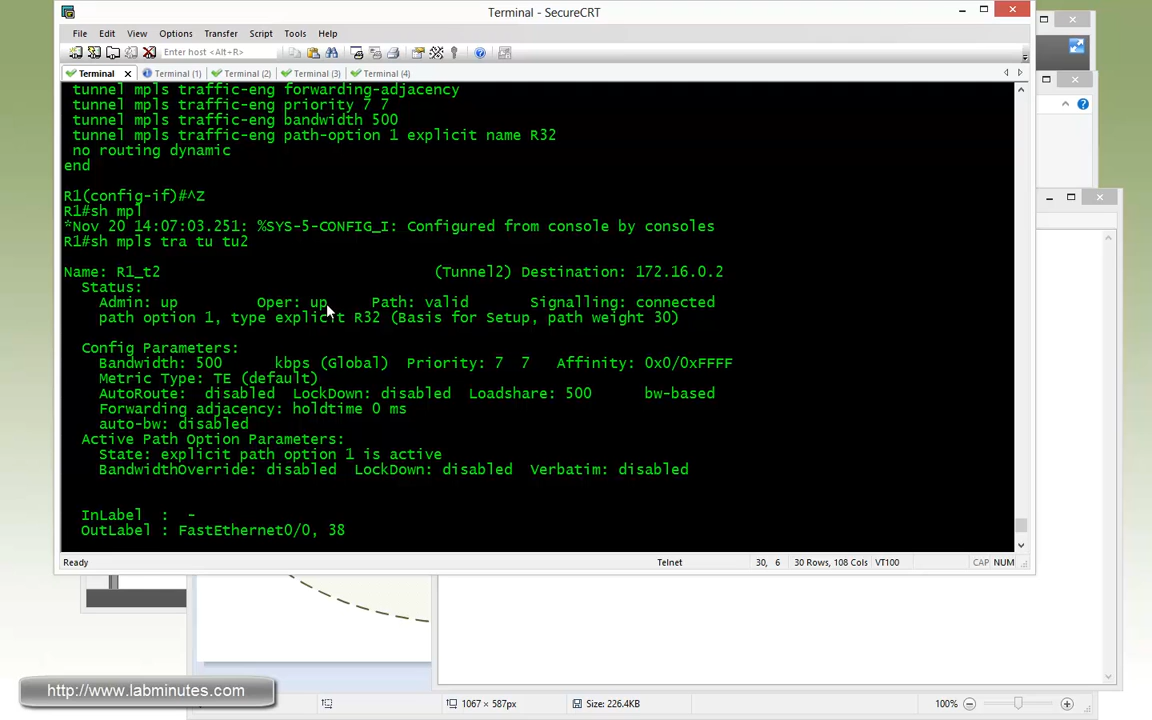 Terminal - SecureCRT
File Edit View Options Transfer Script Tools Help
Enter host <Alt+R>
Terminal Terminal (1) Terminal (2) Terminal (3) Terminal (4)
tunnel mpls traffic-eng forwarding-adjacency
tunnel mpls traffic-eng priority 7 7
tunnel mpls traffic-eng bandwidth 500
tunnel mpls traffic-eng path-option 1 explicit name R32
no routing dynamic
end
R1(config-if)#^Z
R1#sh mpl
*Nov 20 14:07:03.251: %SYS-5-CONFIG_I: Configured from console by consoles
R1#sh mpls tra tu tu2
Name: R1_t2 (Tunnel2) Destination: 172.16.0.2
Status:
Admin: up Oper: up Path: valid Signalling: connected
path option 1, type explicit R32 (Basis for Setup, path weight 30)
Config Parameters:
Bandwidth: 500 kbps (Global) Priority: 7 7 Affinity: 0x0/0xFFFF
Metric Type: TE (default)
AutoRoute: disabled LockDown: disabled Loadshare: 500 bw-based
Forwarding adjacency: holdtime 0 ms
auto-bw: disabled
Active Path Option Parameters:
State: explicit path option 1 is active
BandwidthOverride: disabled LockDown: disabled Verbatim: disabled
InLabel : -
OutLabel : FastEthernet0/0, 38
Ready Telnet 30, 6 30 Rows, 108 Cols VT100 CAP NUM
http://www.labminutes.com
1067 × 587px Size: 226.4KB 100%